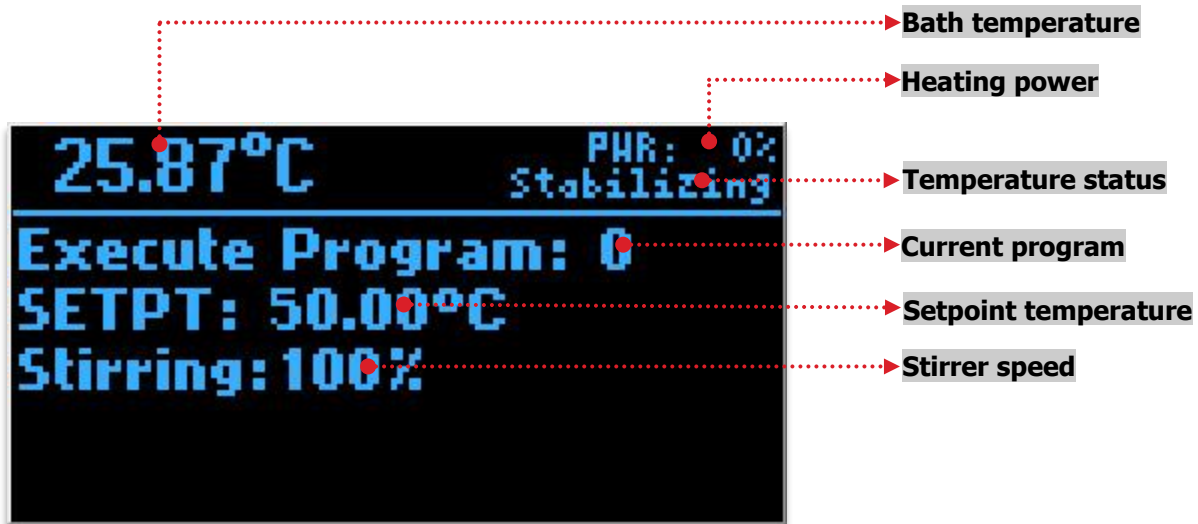 Bath temperature
Heating power
25.87°C
PWR: 0%
Stabilizing
Temperature status
Execute Program: 0
Current program
SETPT: 50.00°C
Setpoint temperature
Stirring:100%
Stirrer speed